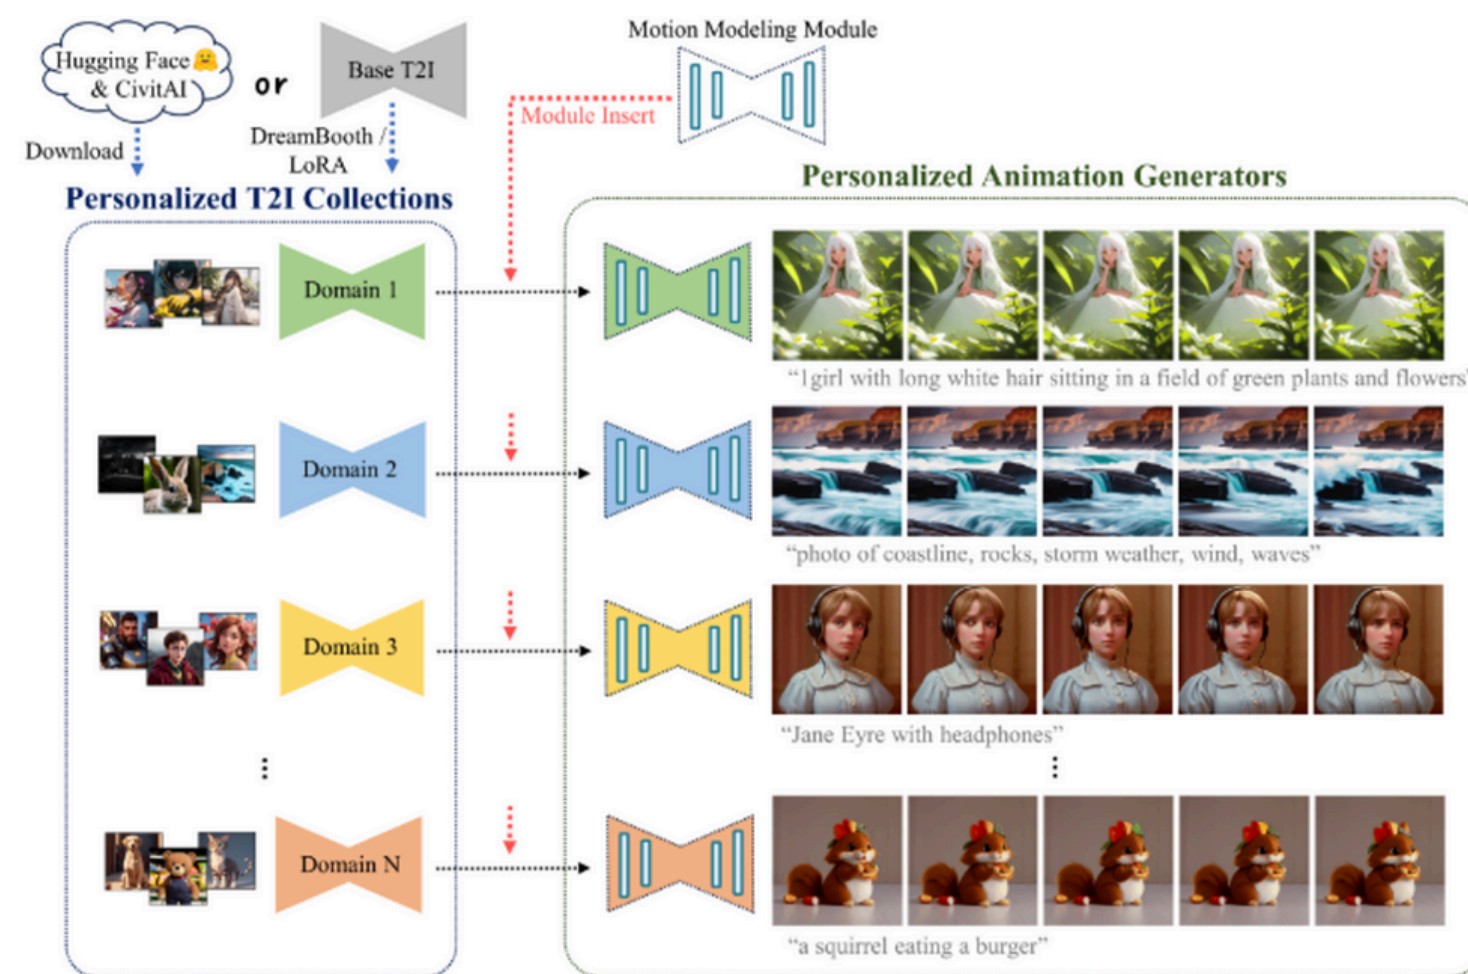 Hugging Face
& CivitAI
or
Base T2I
Motion Modeling Module
Module Insert
Download
DreamBooth /
LoRA
Personalized T2I Collections
Personalized Animation Generators
Domain 1
“1girl with long white hair sitting in a field of green plants and flowers”
Domain 2
“photo of coastline, rocks, storm weather, wind, waves”
Domain 3
“Jane Eyre with headphones”
Domain N
“a squirrel eating a burger”